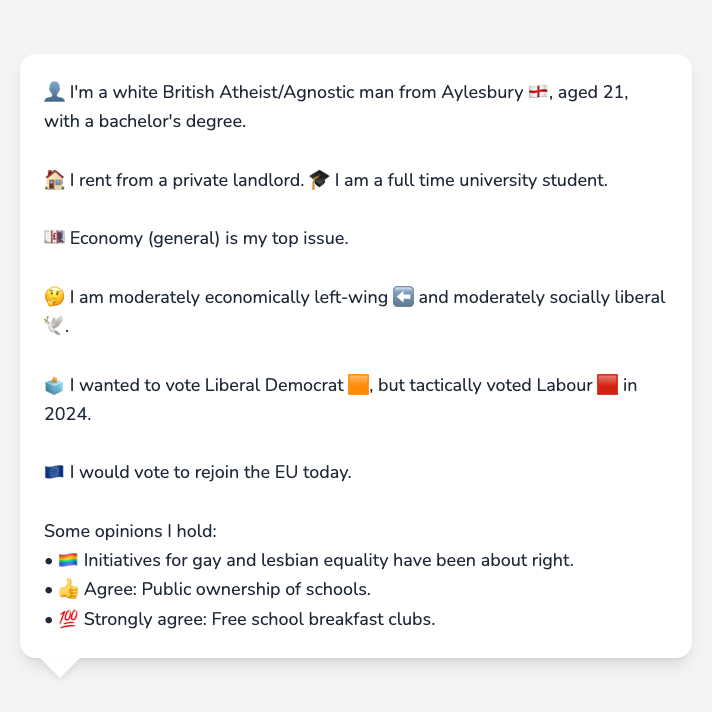 👤 I'm a white British Atheist/Agnostic man from Aylesbury 🏴󠁧󠁢󠁥󠁮󠁧󠁿, aged 21,
with a bachelor's degree.
🏠 I rent from a private landlord. 🎓 I am a full time university student.
💷 Economy (general) is my top issue.
🤔 I am moderately economically left-wing ⬅️ and moderately socially liberal
🕊️.
🗳️ I wanted to vote Liberal Democrat 🟧, but tactically voted Labour 🟥 in
2024.
🇪🇺 I would vote to rejoin the EU today.
Some opinions I hold:
• 🏳️‍🌈 Initiatives for gay and lesbian equality have been about right.
• 👍 Agree: Public ownership of schools.
• 💯 Strongly agree: Free school breakfast clubs.